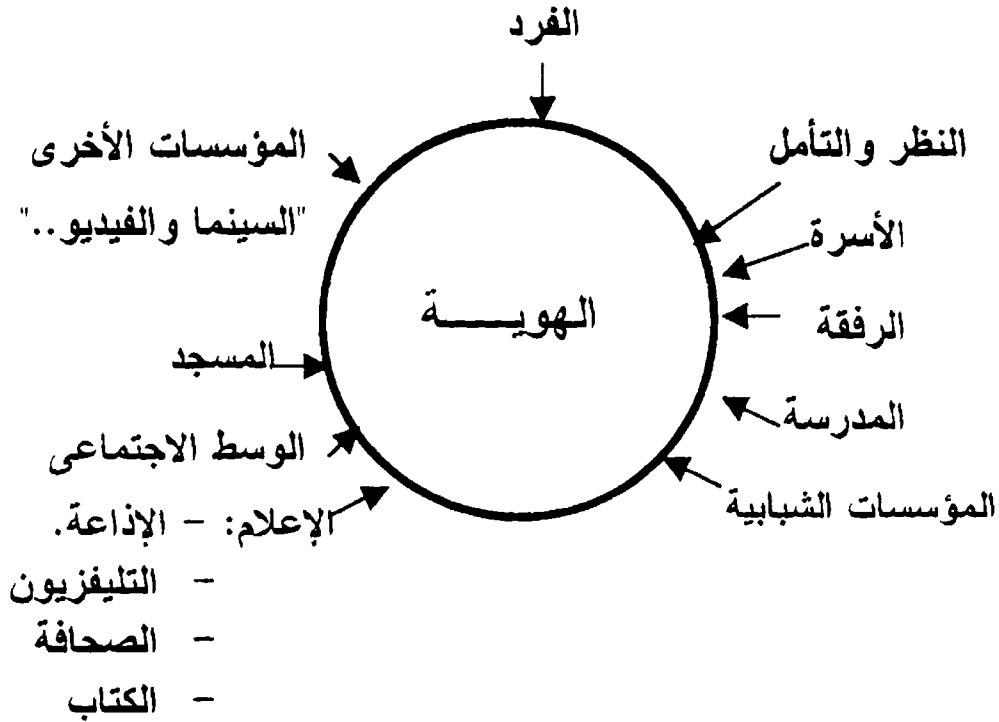 الفرد
النظر والتأمل
الأسرة
الرفقة
المدرسة
المؤسسات الشبابية
المؤسسات الأخرى
"السينما والفيديو.."
الهويـــــة
المسجد
الوسط الاجتماعى
الإعلام: - الإذاعة.
- التليفزيون
- الصحافة
- الكتاب